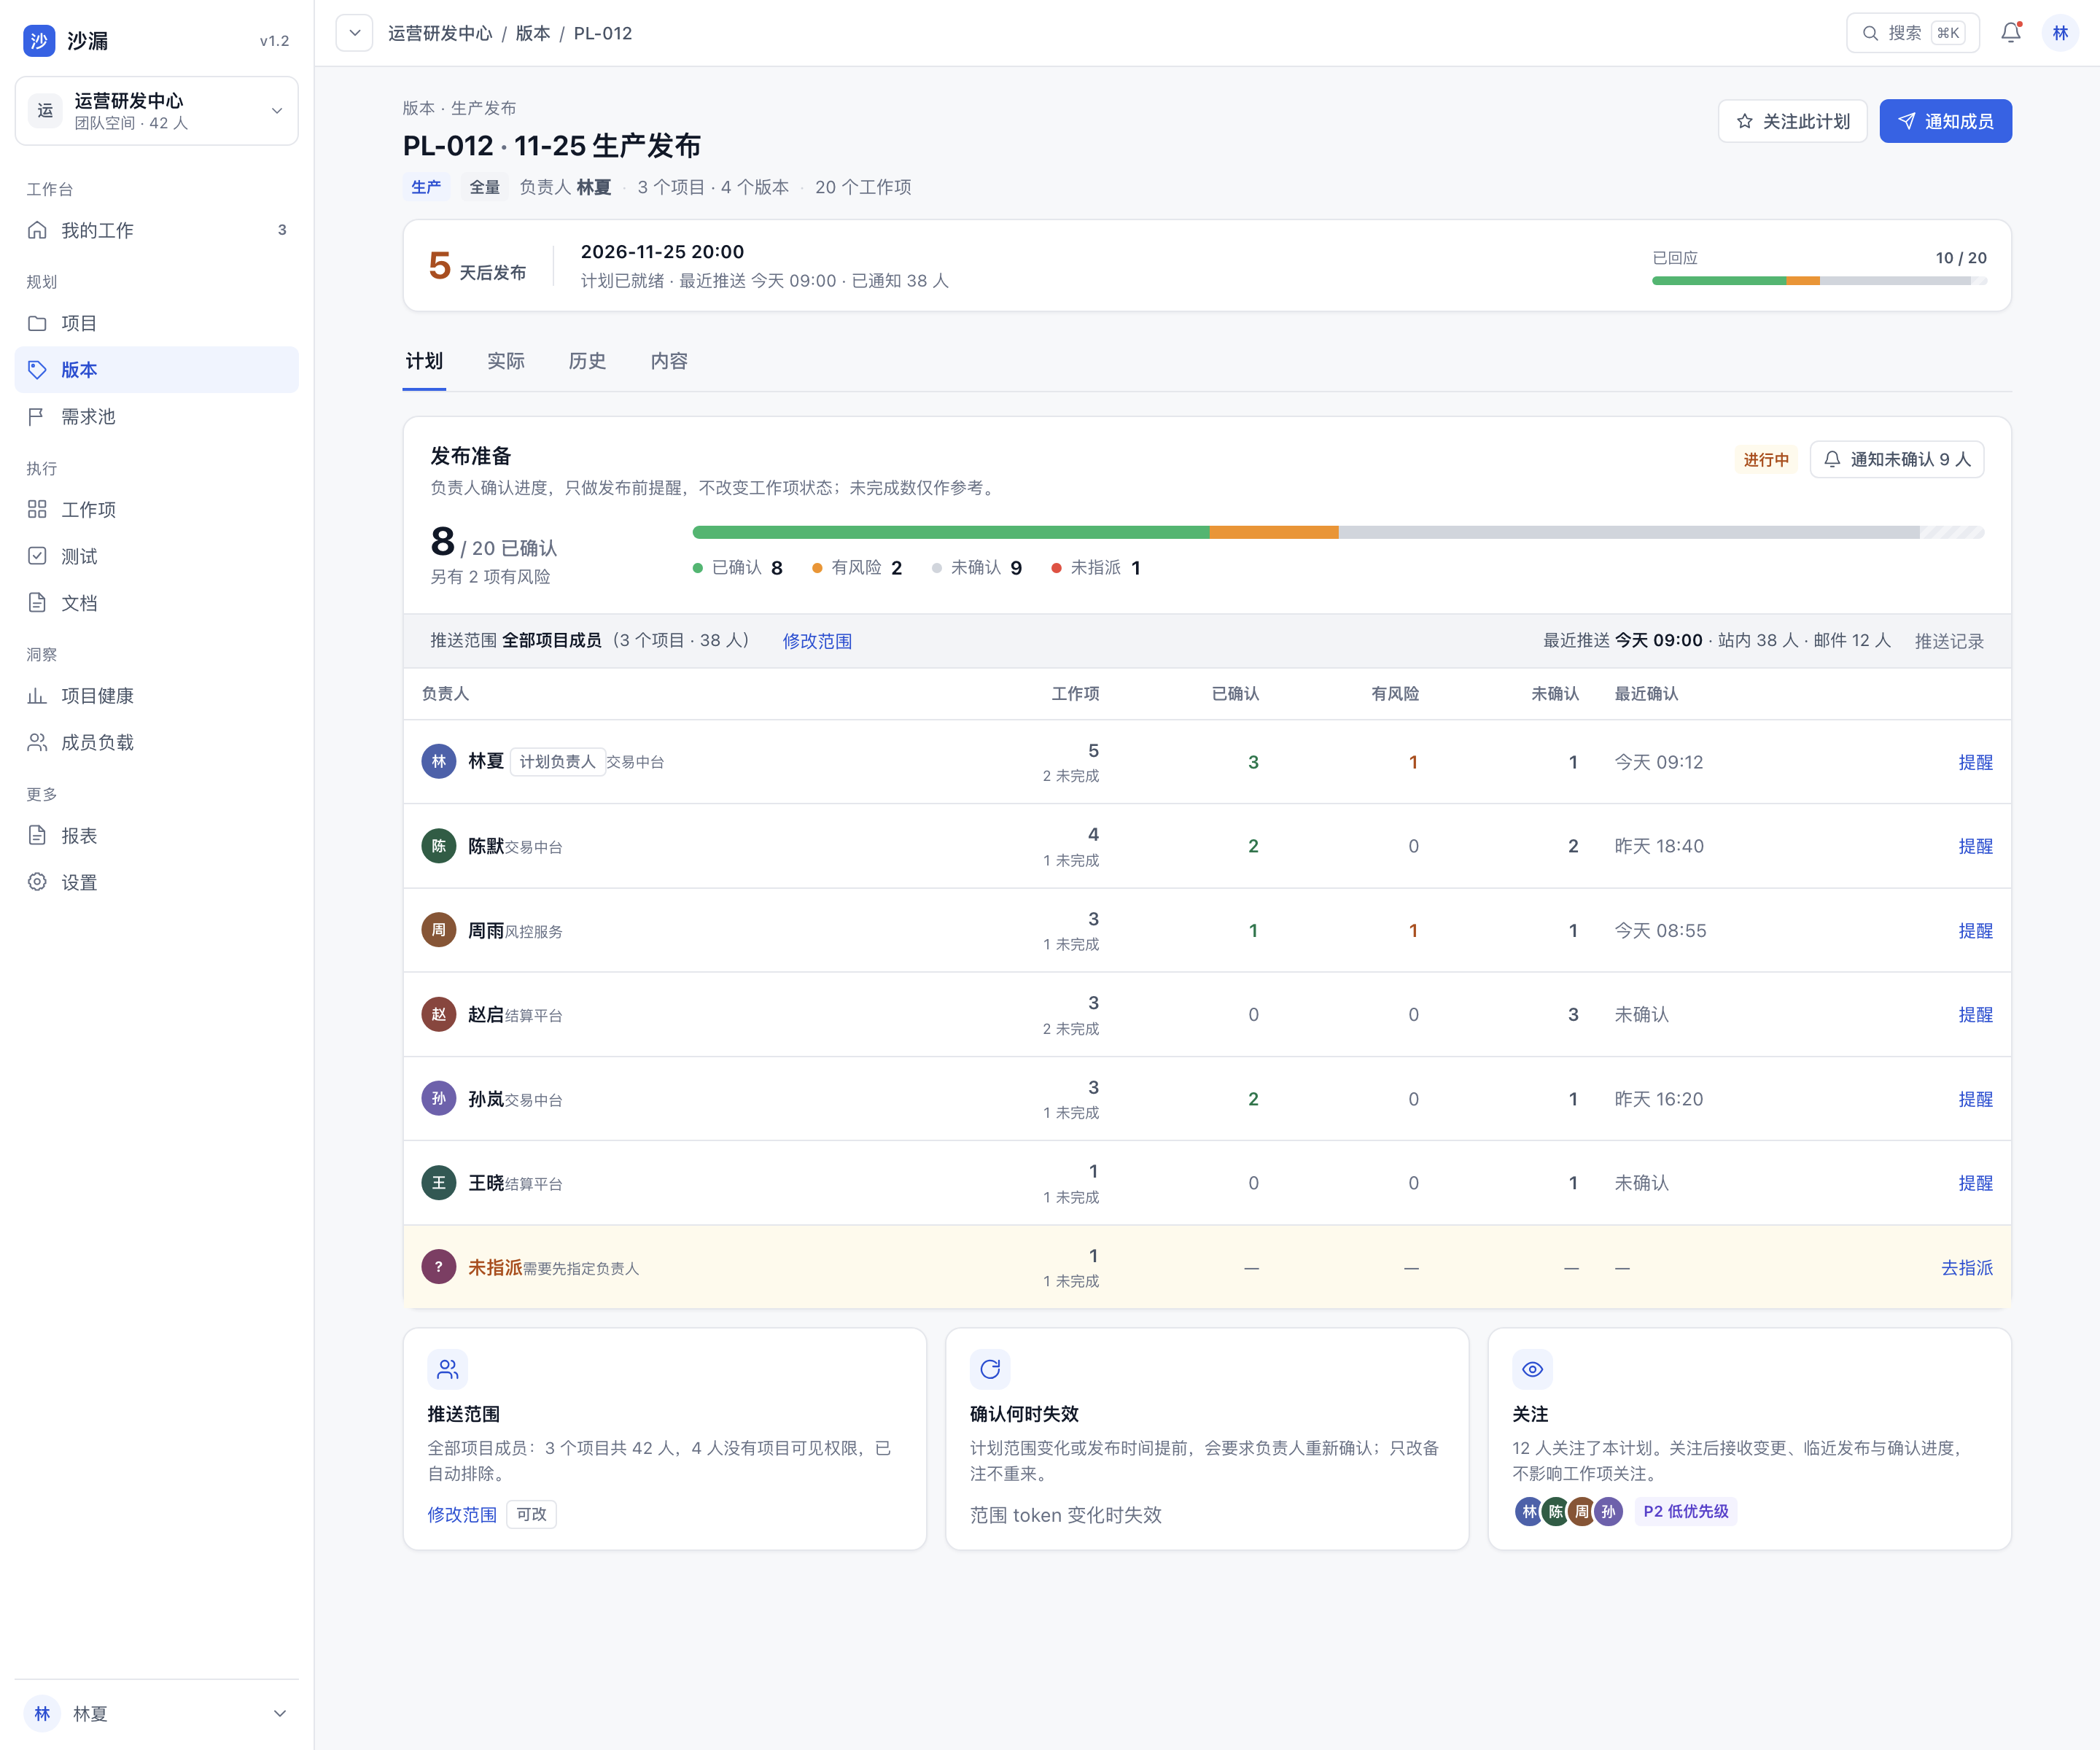 沙 沙漏 v1.2
运 运营研发中心
团队空间 · 42 人
工作台
我的工作 3
规划
项目
版本
需求池
执行
工作项
测试
文档
洞察
项目健康
成员负载
更多
报表
设置
林 林夏
运营研发中心 / 版本 / PL-012
搜索 ⌘K
林
版本 · 生产发布
PL-012 · 11-25 生产发布
生产 全量 负责人 林夏 · 3 个项目 · 4 个版本 · 20 个工作项
关注此计划
通知成员
5 天后发布
2026-11-25 20:00
计划已就绪 · 最近推送 今天 09:00 · 已通知 38 人
已回应 10 / 20
计划 实际 历史 内容
发布准备
负责人确认进度，只做发布前提醒，不改变工作项状态；未完成数仅作参考。
进行中 通知未确认 9 人
8 / 20 已确认
另有 2 项有风险
已确认 8 有风险 2 未确认 9 未指派 1
推送范围 全部项目成员（3 个项目 · 38 人） 修改范围
最近推送 今天 09:00 · 站内 38 人 · 邮件 12 人 推送记录
负责人 工作项 已确认 有风险 未确认 最近确认
林 林夏 计划负责人 交易中台 5 3 1 1 今天 09:12 提醒
2 未完成
陈 陈默交易中台 4 2 0 2 昨天 18:40 提醒
1 未完成
周 周雨风控服务 3 1 1 1 今天 08:55 提醒
1 未完成
赵 赵启结算平台 3 0 0 3 未确认 提醒
2 未完成
孙 孙岚交易中台 3 2 0 1 昨天 16:20 提醒
1 未完成
王 王晓结算平台 1 0 0 1 未确认 提醒
1 未完成
? 未指派需要先指定负责人 1 — — — — 去指派
1 未完成
推送范围
全部项目成员：3 个项目共 42 人，4 人没有项目可见权限，已
自动排除。
修改范围 可改
确认何时失效
计划范围变化或发布时间提前，会要求负责人重新确认；只改备
注不重来。
范围 token 变化时失效
关注
12 人关注了本计划。关注后接收变更、临近发布与确认进度，
不影响工作项关注。
林 陈 周 孙 P2 低优先级